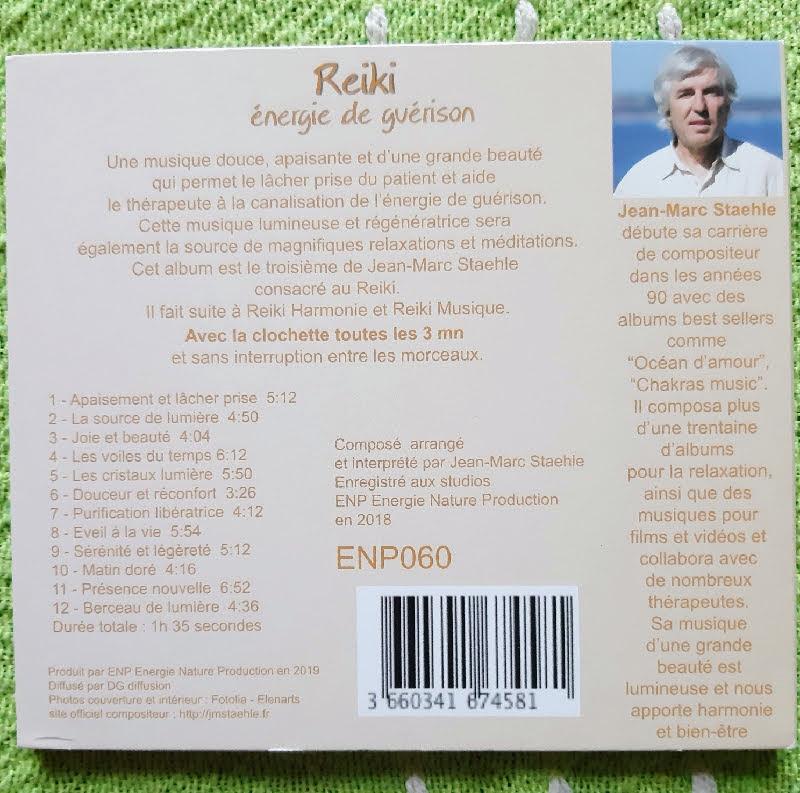 Reiki
énergie de guérison
Une musique douce, apaisante et d'une grande beauté
qui permet le lâcher prise du patient et aide
le thérapeute à la canalisation de l'énergie de guérison.
Cette musique lumineuse et régénératrice sera
également la source de magnifiques relaxations et méditations.
Cet album est le troisième de Jean-Marc Staehle
consacré au Reiki.
Il fait suite à Reiki Harmonie et Reiki Musique.
Avec la clochette toutes les 3 mn
et sans interruption entre les morceaux.
1 - Apaisement et lâcher prise 5:12
2 - La source de lumière 4:50
3 - Joie et beauté 4:04
4 - Les voiles du temps 6:12
5 - Les cristaux lumière 5:50
6 - Douceur et réconfort 3:26
7 - Purification libératrice 4:12
8 - Eveil à la vie 5:54
9 - Sérénité et légèreté 5:12
10 - Matin doré 4:16
11 - Présence nouvelle 6:52
12 - Berceau de lumière 4:36
Durée totale : 1h 35 secondes
Composé arrangé
et interprété par Jean-Marc Staehle
Enregistré aux studios
ENP Energie Nature Production
en 2018
ENP060
3 660341 674581
Produit par ENP Energie Nature Production en 2019
Diffusé par DG diffusion
Photos couverture et intérieur : Fotolia - Elenarts
site officiel compositeur : http://jmstaehle.fr
Jean-Marc Staehle
débute sa carrière
de compositeur
dans les années
90 avec des
albums best sellers
comme
"Océan d'amour",
"Chakras music".
Il composa plus
d'une trentaine
d'albums
pour la relaxation,
ainsi que des
musiques pour
films et vidéos et
collabora avec
de nombreux
thérapeutes.
Sa musique
d'une grande
beauté est
lumineuse et nous
apporte harmonie
et bien-être